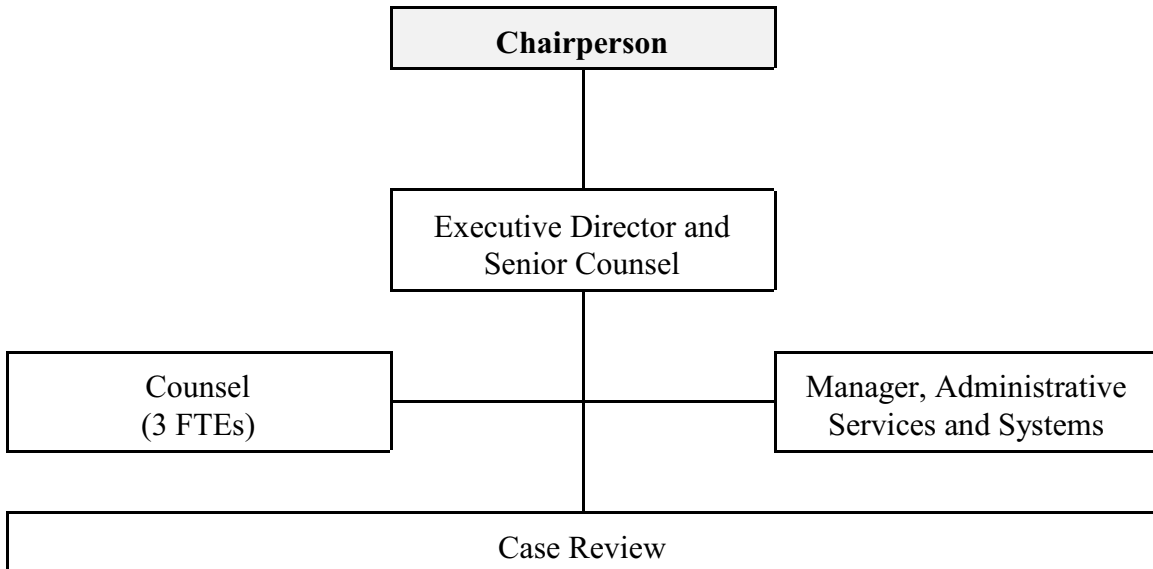 Chairperson
Executive Director and
Senior Counsel
Counsel
(3 FTEs)
Manager, Administrative
Services and Systems
Case Review